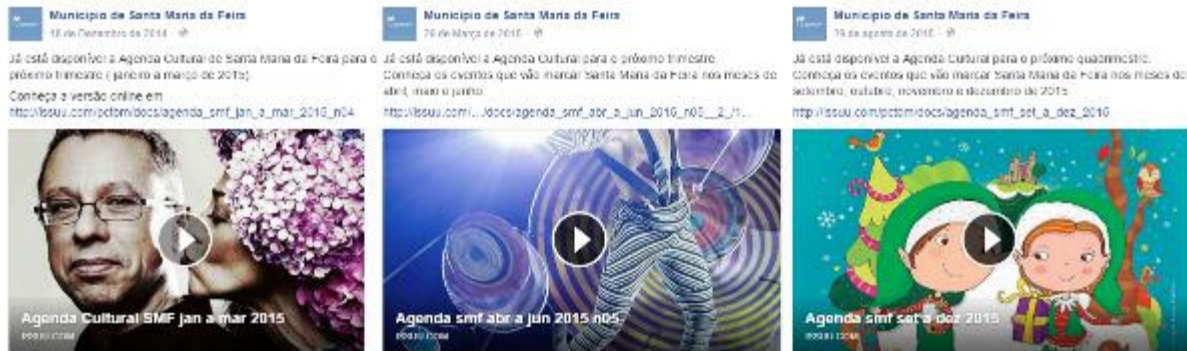 Município de Santa Maria da Feira
18 de Dezembro de 2014
Já está disponível a Agenda Cultural de Santa Maria da Feira para o
próximo trimestre ( janeiro a março de 2015).
Conheça a versão online em
http://issuu.com/pctbm/docs/agenda_smf_jan_a_mar_2015_n04
Agenda Cultural SMF jan a mar 2015
ISSUU.COM
Município de Santa Maria da Feira
de Março de 2015
Já está disponível a Agenda Cultural para o próximo trimestre.
Conheça os eventos que vão marcar Santa Maria da Feira nos meses de
abril, maio e junho.
http://issuu.com/.../docs/agenda_smf_abr_a_jun_2015_n05__2_/1...
Agenda smf abr a jun 2015 n05
ISSUU.COM
Município de Santa Maria da Feira
de agosto de 2015
Já está disponível a Agenda Cultural para o próximo quadrimestre.
Conheça os eventos que vão marcar Santa Maria da Feira nos meses de
setembro, outubro, novembro e dezembro de 2015
http://issuu.com/pctbm/docs/agenda_smf_set_a_dez_2015
Agenda smf set a dez 2015
ISSUU.COM